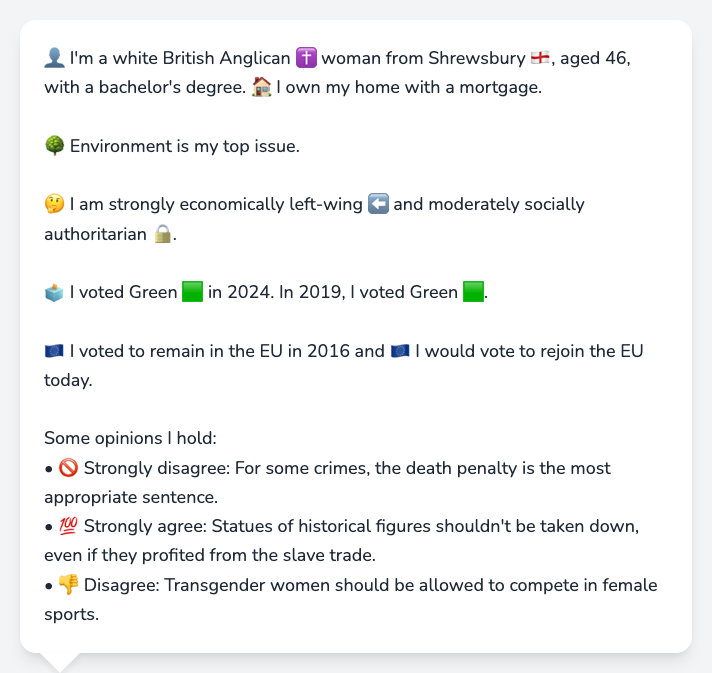 👤 I'm a white British Anglican ✝️ woman from Shrewsbury 🏴󠁧󠁢󠁥󠁮󠁧󠁿, aged 46,
with a bachelor's degree. 🏠 I own my home with a mortgage.
🌳 Environment is my top issue.
🤔 I am strongly economically left-wing ⬅️ and moderately socially
authoritarian 🔒.
🗳️ I voted Green 🟩 in 2024. In 2019, I voted Green 🟩.
🇪🇺 I voted to remain in the EU in 2016 and 🇪🇺 I would vote to rejoin the EU
today.
Some opinions I hold:
• 🚫 Strongly disagree: For some crimes, the death penalty is the most
appropriate sentence.
• 💯 Strongly agree: Statues of historical figures shouldn't be taken down,
even if they profited from the slave trade.
• 👎 Disagree: Transgender women should be allowed to compete in female
sports.